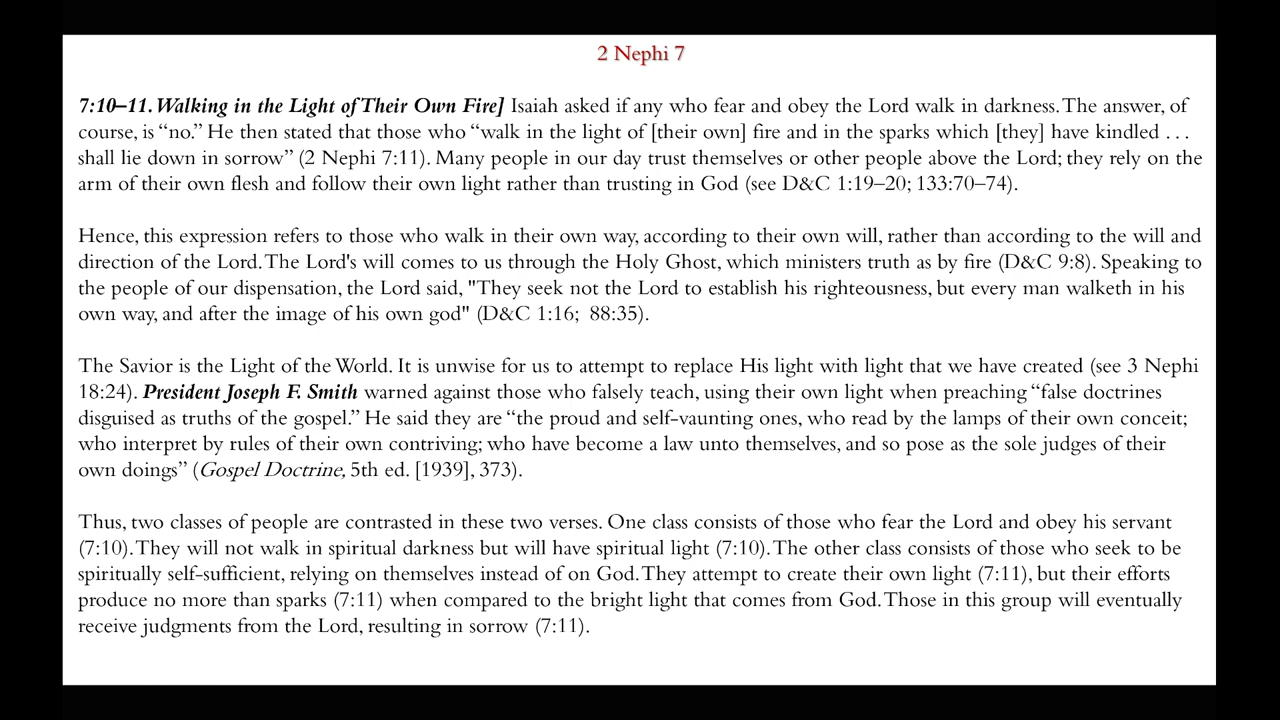 2 Nephi 7
7:10–11. Walking in the Light of Their Own Fire] Isaiah asked if any who fear and obey the Lord walk in darkness. The answer, of
course, is “no.” He then stated that those who “walk in the light of [their own] fire and in the sparks which [they] have kindled . . .
shall lie down in sorrow” (2 Nephi 7:11). Many people in our day trust themselves or other people above the Lord; they rely on the
arm of their own flesh and follow their own light rather than trusting in God (see D&C 1:19–20; 133:70–74).
Hence, this expression refers to those who walk in their own way, according to their own will, rather than according to the will and
direction of the Lord. The Lord's will comes to us through the Holy Ghost, which ministers truth as by fire (D&C 9:8). Speaking to
the people of our dispensation, the Lord said, "They seek not the Lord to establish his righteousness, but every man walketh in his
own way, and after the image of his own god" (D&C 1:16;  88:35).
The Savior is the Light of the World. It is unwise for us to attempt to replace His light with light that we have created (see 3 Nephi
18:24). President Joseph F. Smith warned against those who falsely teach, using their own light when preaching “false doctrines
disguised as truths of the gospel.” He said they are “the proud and self-vaunting ones, who read by the lamps of their own conceit;
who interpret by rules of their own contriving; who have become a law unto themselves, and so pose as the sole judges of their
own doings” (Gospel Doctrine, 5th ed. [1939], 373).
Thus, two classes of people are contrasted in these two verses. One class consists of those who fear the Lord and obey his servant
(7:10). They will not walk in spiritual darkness but will have spiritual light (7:10). The other class consists of those who seek to be
spiritually self-sufficient, relying on themselves instead of on God. They attempt to create their own light (7:11), but their efforts
produce no more than sparks (7:11) when compared to the bright light that comes from God. Those in this group will eventually
receive judgments from the Lord, resulting in sorrow (7:11).